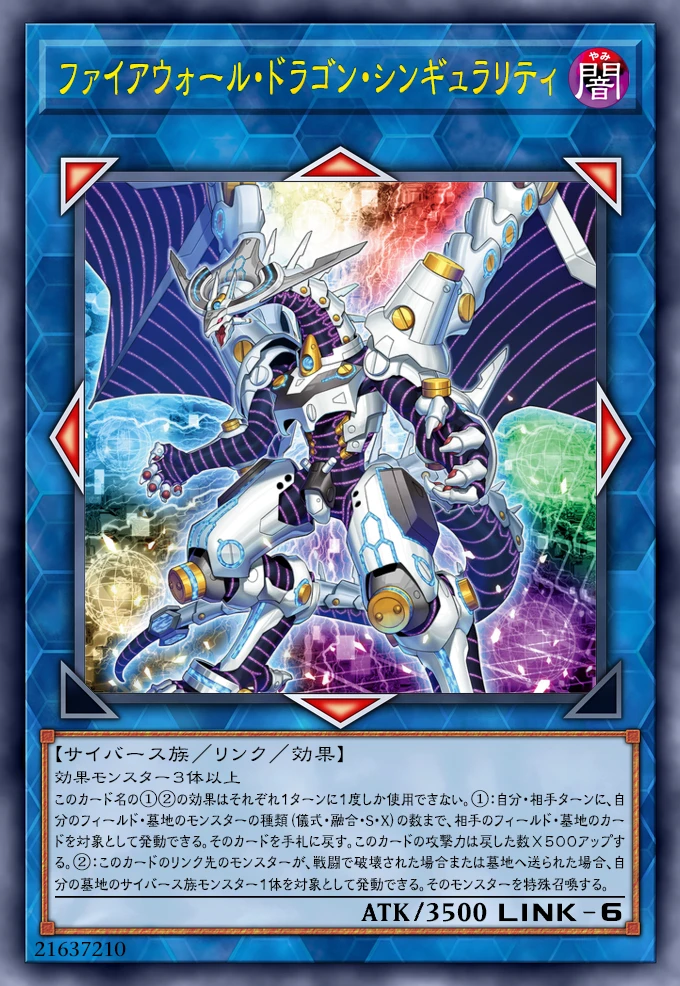 ファイアウォール・ドラゴン・シンギュラリティ
やみ
闇
【サイバース族／リンク／効果】
効果モンスター3体以上
このカード名の①②の効果はそれぞれ1ターンに1度しか使用できない。①:自分・相手ターンに、自
分のフィールド・墓地のモンスターの種類(儀式・融合・S・X)の数まで、相手のフィールド・墓地のカー
ドを対象として発動できる。そのカードを手札に戻す。このカードの攻撃力は戻した数×500アップす
る。②:このカードのリンク先のモンスターが、戦闘で破壊された場合または墓地へ送られた場合、自
分の墓地のサイバース族モンスター1体を対象として発動できる。そのモンスターを特殊召喚する。
ATK/3500 LINK-6
21637210